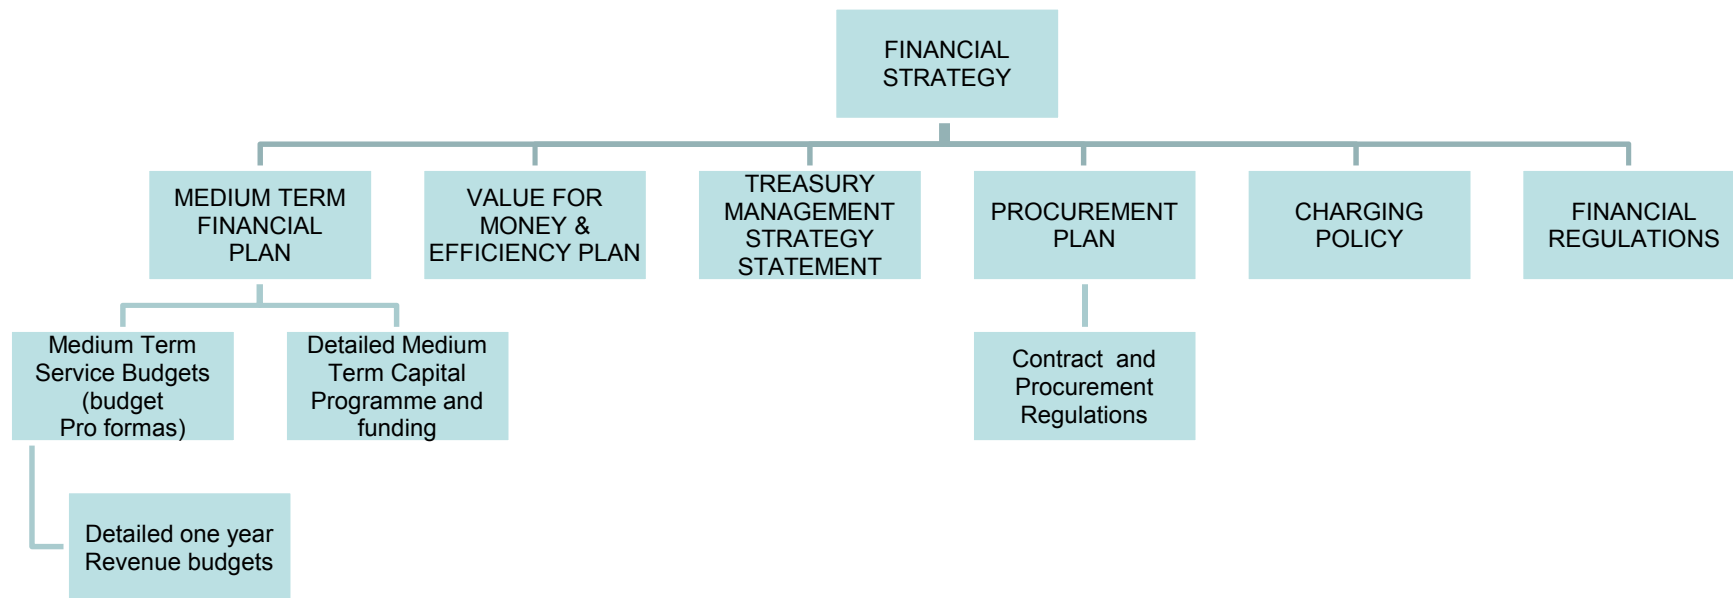 FINANCIAL
STRATEGY
MEDIUM TERM
FINANCIAL
PLAN
VALUE FOR
MONEY &
EFFICIENCY PLAN
TREASURY
MANAGEMENT
STRATEGY
STATEMENT
PROCUREMENT
PLAN
CHARGING
POLICY
FINANCIAL
REGULATIONS
Medium Term
Service Budgets
(budget
Pro formas)
Detailed Medium
Term Capital
Programme and
funding
Contract and
Procurement
Regulations
Detailed one year
Revenue budgets